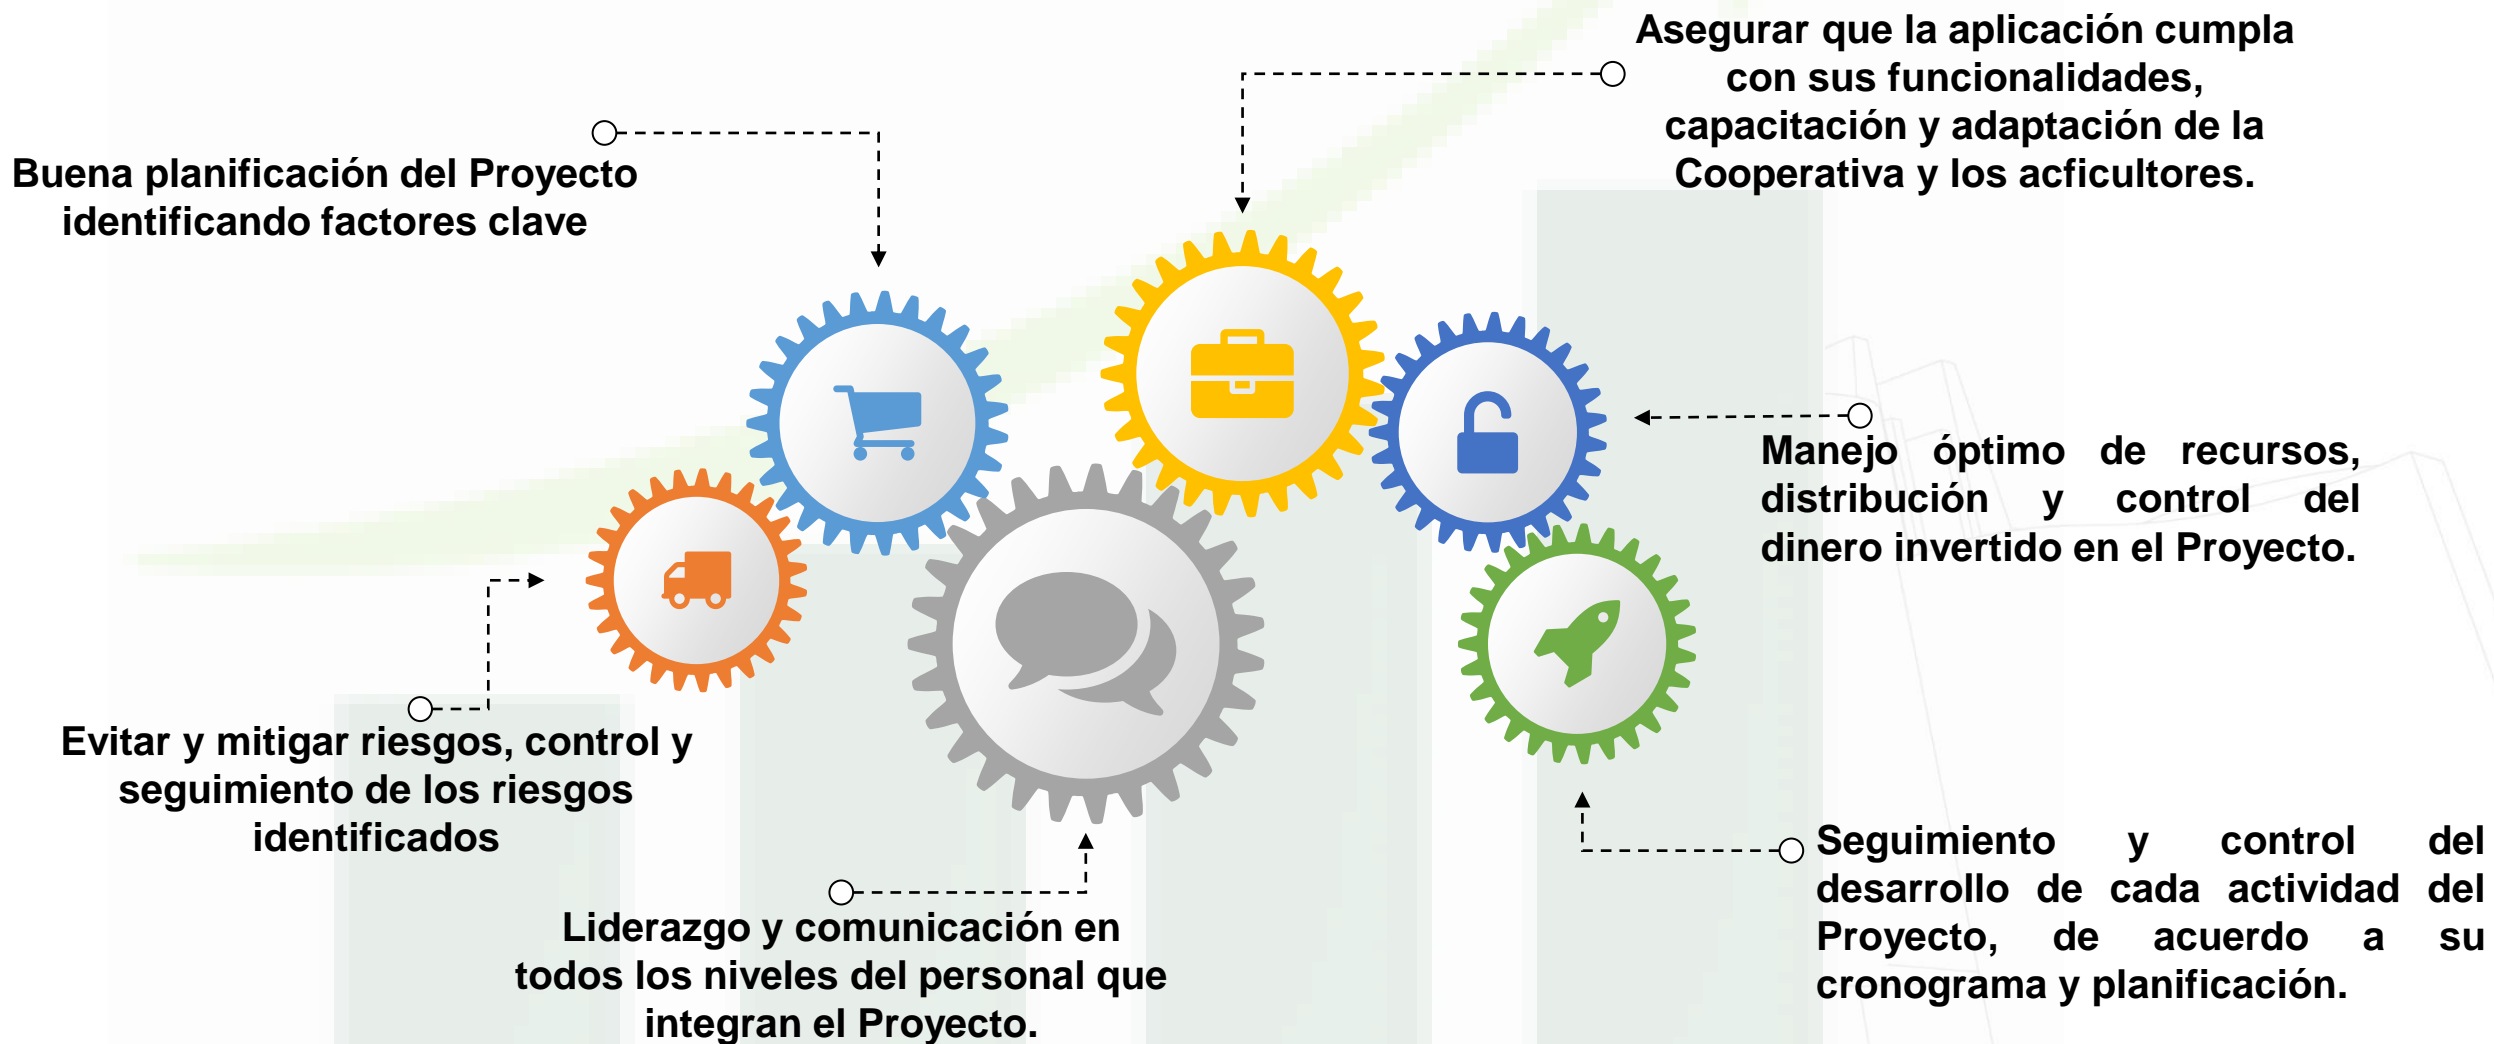 Asegurar que la aplicación cumpla
con sus funcionalidades,
capacitación y adaptación de la
Cooperativa y los acficultores.
Buena planificación del Proyecto
identificando factores clave
Manejo óptimo de recursos,
distribución y control del
dinero invertido en el Proyecto.
Evitar y mitigar riesgos, control y
seguimiento de los riesgos
identificados
Seguimiento y control del
desarrollo de cada actividad del
Proyecto, de acuerdo a su
cronograma y planificación.
Liderazgo y comunicación en
todos los niveles del personal que
integran el Proyecto.